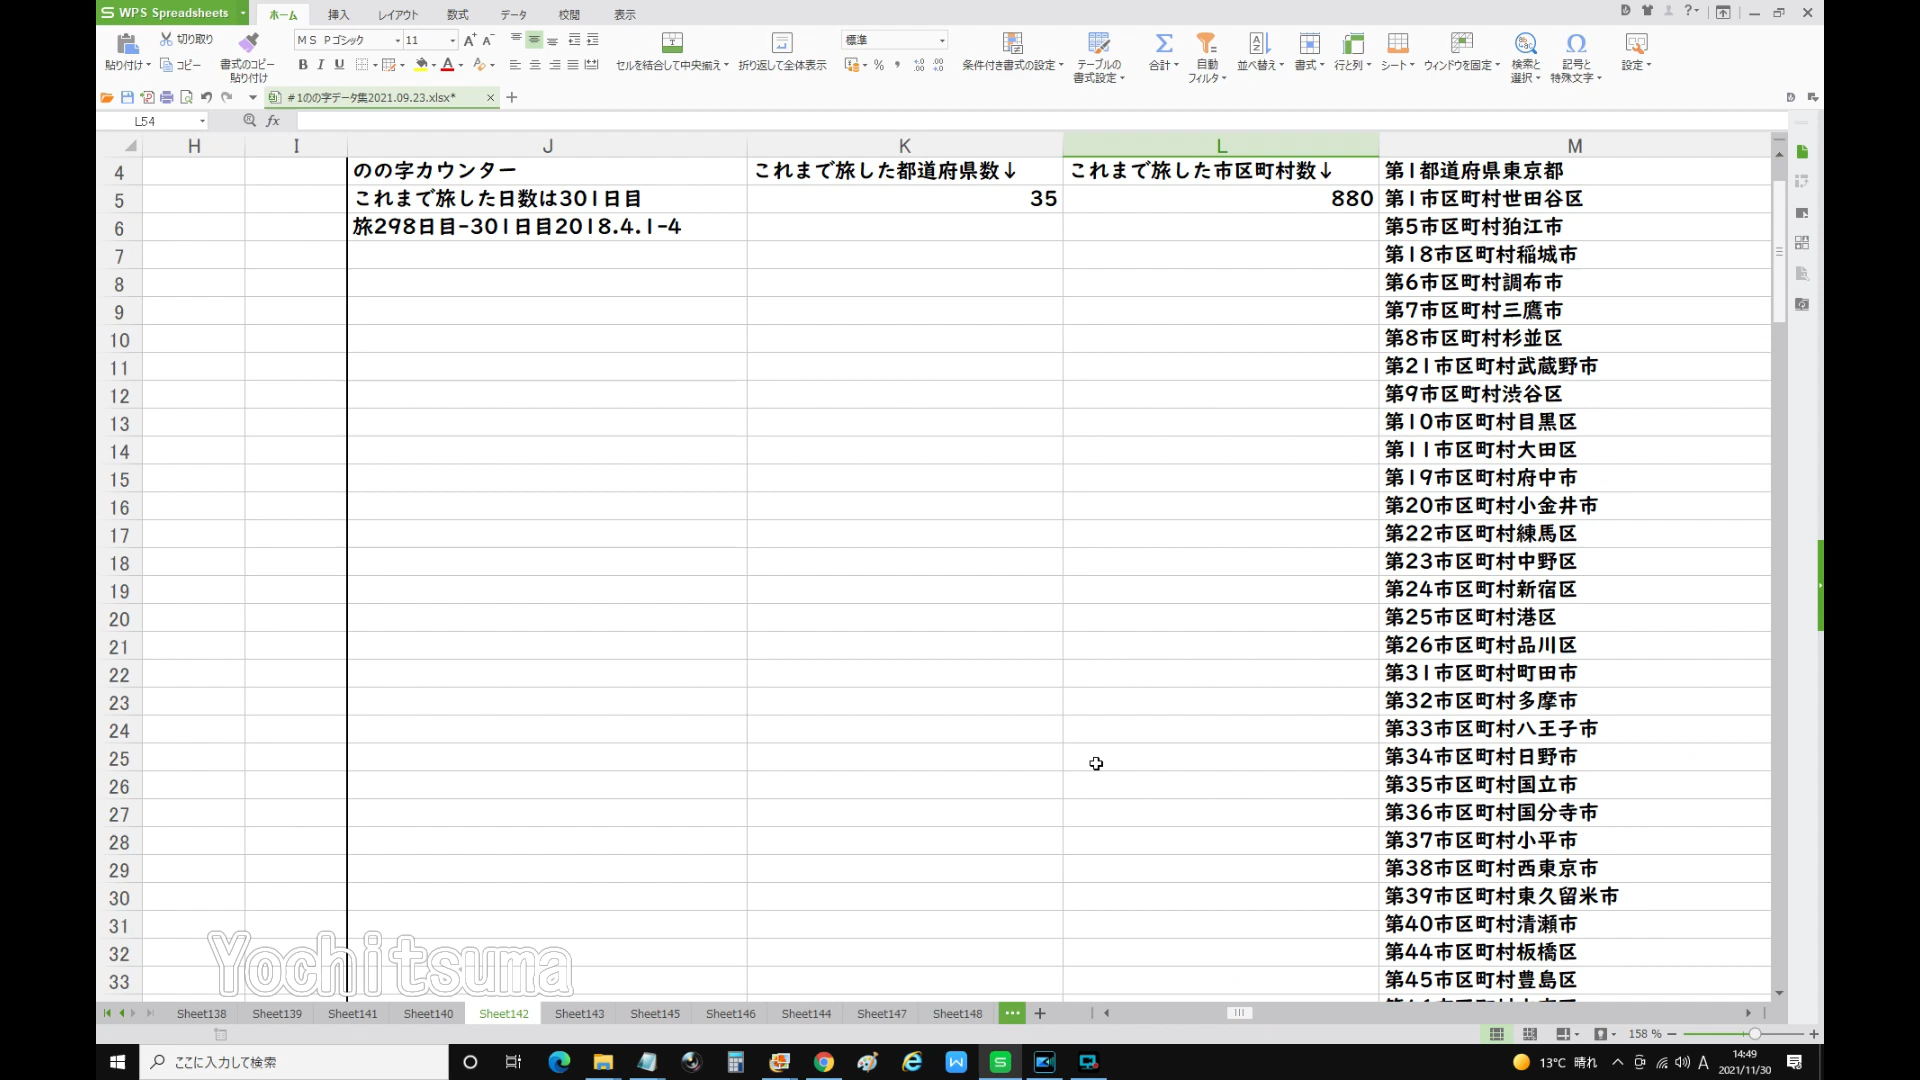 WPS Spreadsheets ホーム 挿入 レイアウト 数式 データ 校閲 表示
貼り付け 切り取り コピー 書式のコピー貼り付け
MS Pゴシック 11
B I U
セルを結合して中央揃え 折り返して全体表示
標準
% 
条件付き書式の設定 テーブルの書式設定 合計 自動フィルタ 並べ替え 書式 行と列 シート ウィンドウを固定 検索と選択 記号と特殊文字 設定
#1のの字データ集2021.09.23.xlsx*
L54 fx
H I J K L M
4 のの字カウンター これまで旅した都道府県数↓ これまで旅した市区町村数↓ 第1都道府県東京都
5 これまで旅した日数は301日目 35 880 第1市区町村世田谷区
6 旅298日目-301日目2018.4.1-4 第5市区町村狛江市
7 第18市区町村稲城市
8 第6市区町村調布市
9 第7市区町村三鷹市
10 第8市区町村杉並区
11 第21市区町村武蔵野市
12 第9市区町村渋谷区
13 第10市区町村目黒区
14 第11市区町村大田区
15 第19市区町村府中市
16 第20市区町村小金井市
17 第22市区町村練馬区
18 第23市区町村中野区
19 第24市区町村新宿区
20 第25市区町村港区
21 第26市区町村品川区
22 第31市区町村町田市
23 第32市区町村多摩市
24 第33市区町村八王子市
25 第34市区町村日野市
26 第35市区町村国立市
27 第36市区町村国分寺市
28 第37市区町村小平市
29 第38市区町村西東京市
30 第39市区町村東久留米市
31 第40市区町村清瀬市
32 第44市区町村板橋区
33 第45市区町村豊島区
Yochitsuma
Sheet138 Sheet139 Sheet141 Sheet140 Sheet142 Sheet143 Sheet145 Sheet146 Sheet144 Sheet147 Sheet148
158 %
ここに入力して検索
13°C 晴れ A 14:49
2021/11/30